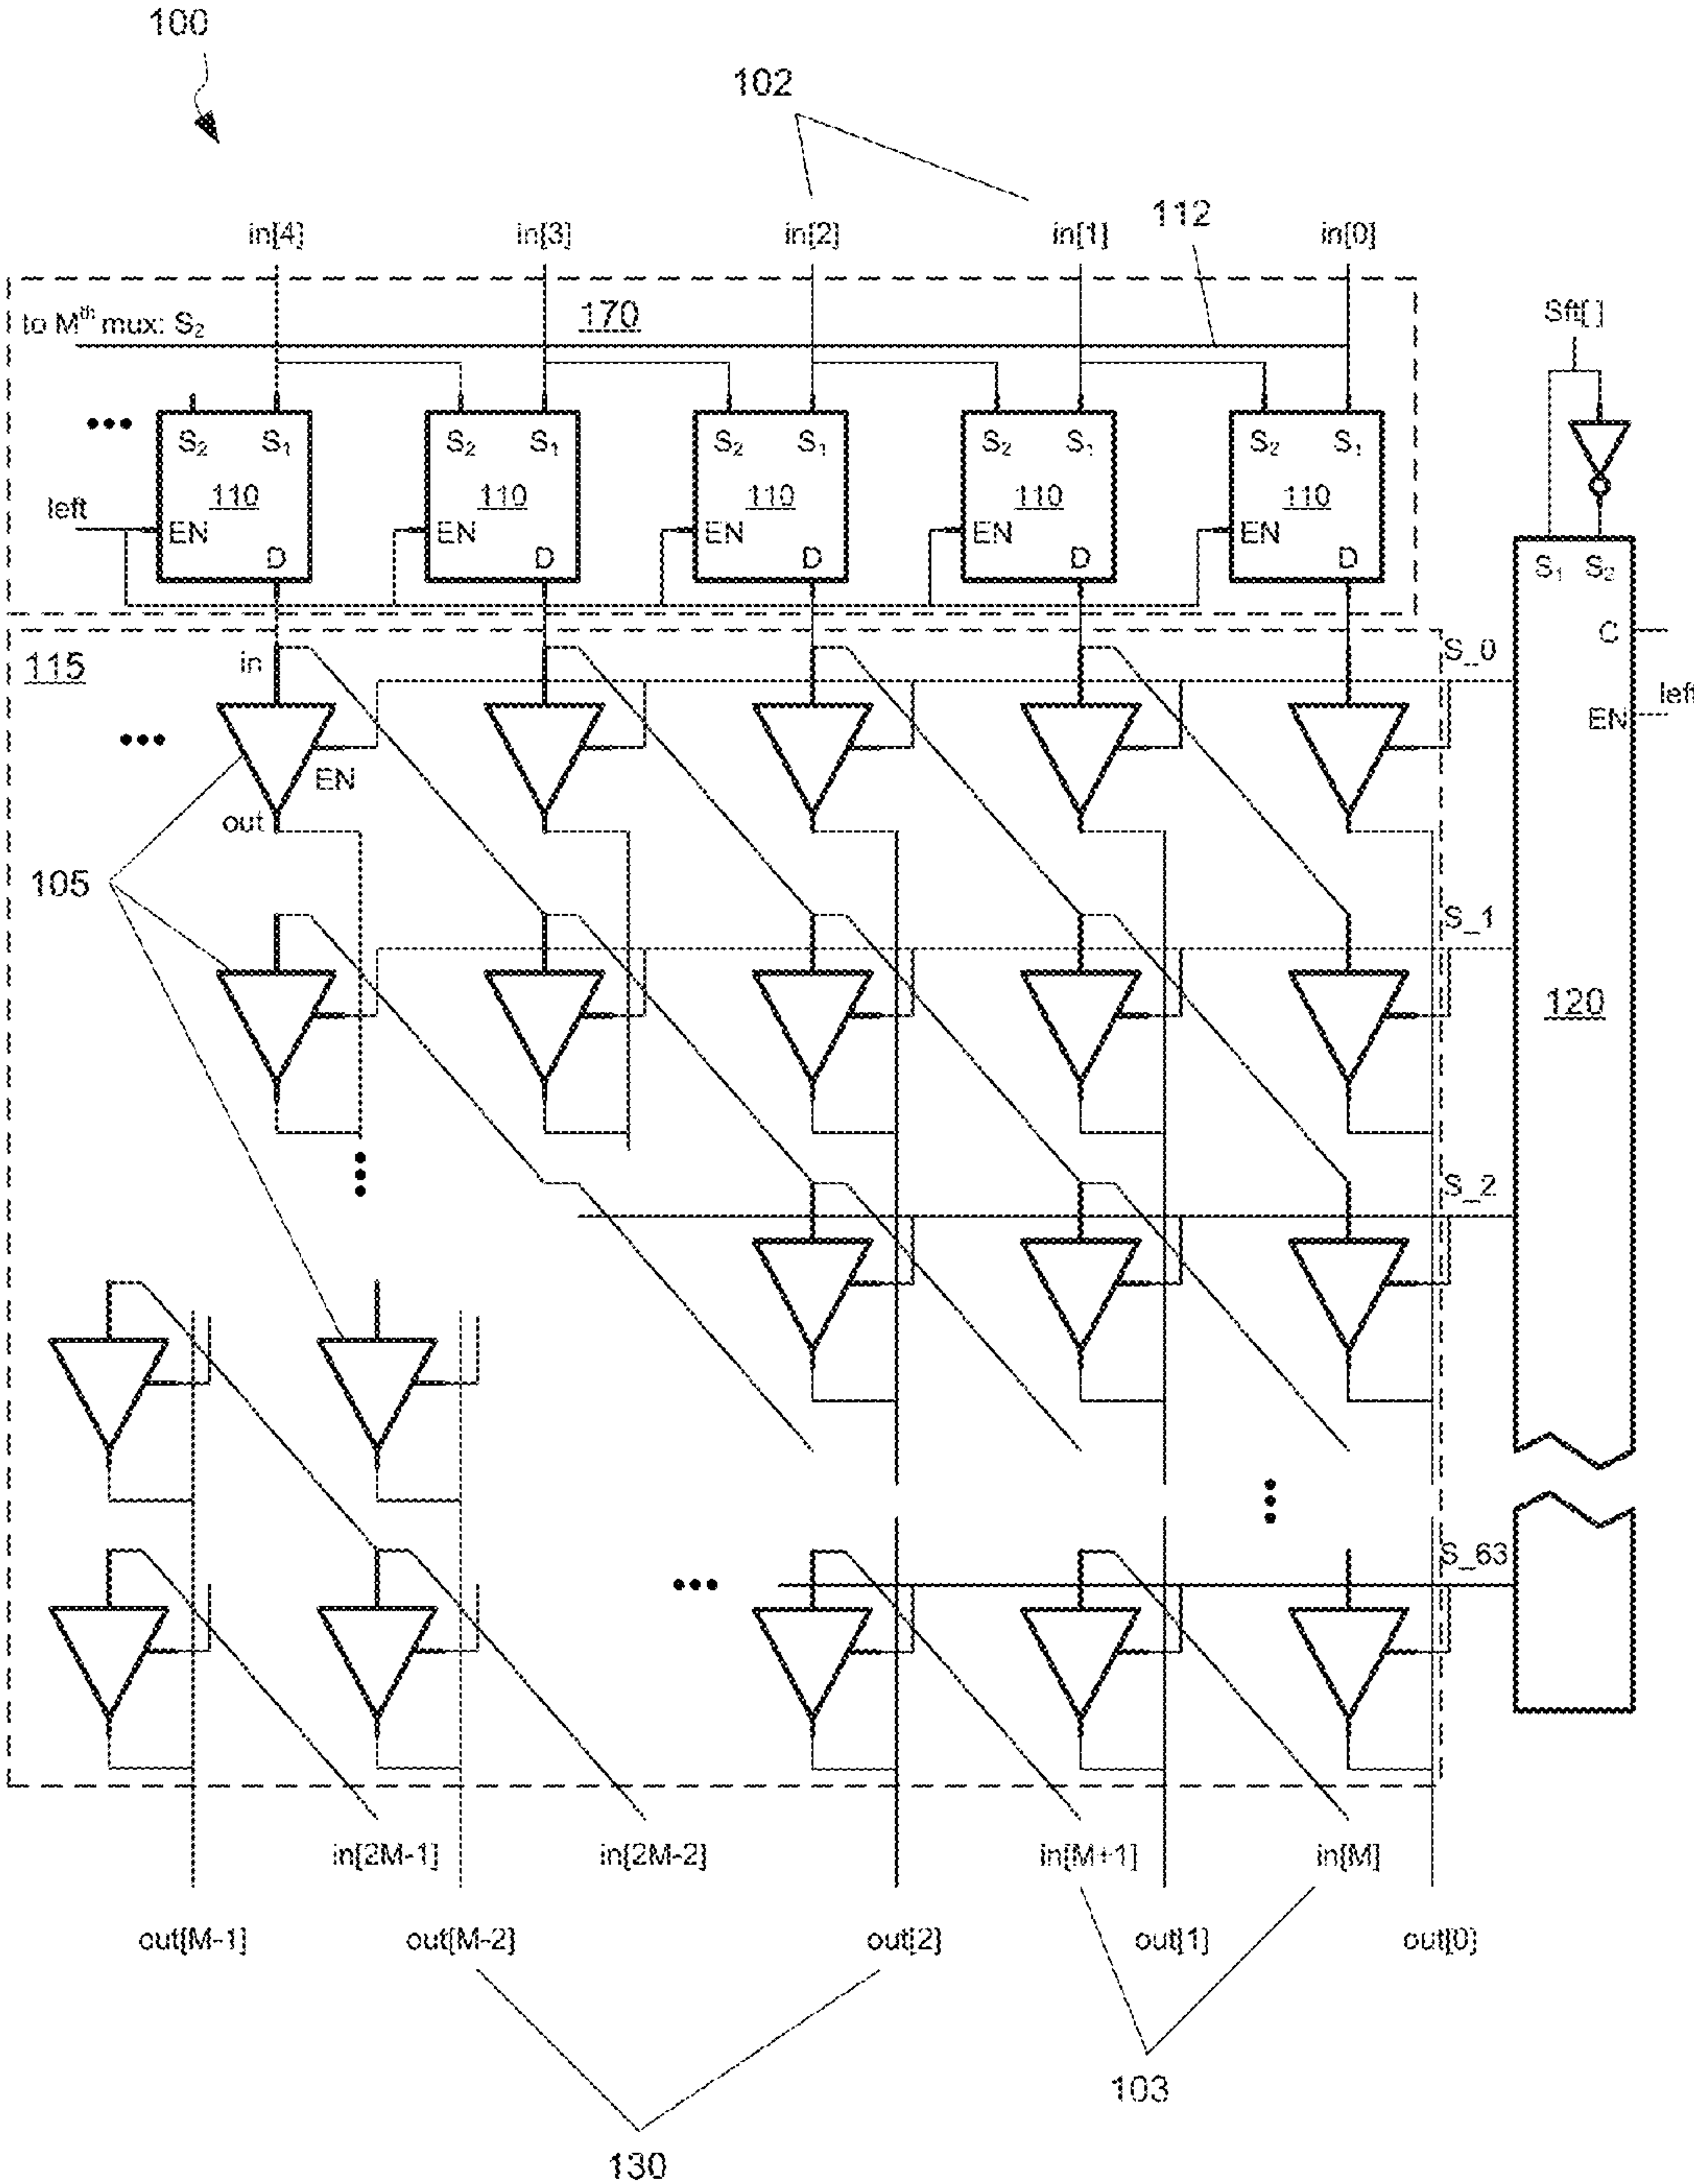 100
102
112
in[4] in[3] in[2] in[1] in[0]
to Mth mux: S2
170
Sft[ ]
S2 S1 S2 S1 S2 S1 S2 S1 S2 S1
110 110 110 110 110
left
EN EN EN EN EN
D D D D D
S1 S2
C
left
EN
115
in
S_0
EN
out
105
S_1
120
S_2
S_63
in[2M-1] in[2M-2] in[M+1] in[M]
out[M-1] out[M-2] out[2] out[1] out[0]
103
130